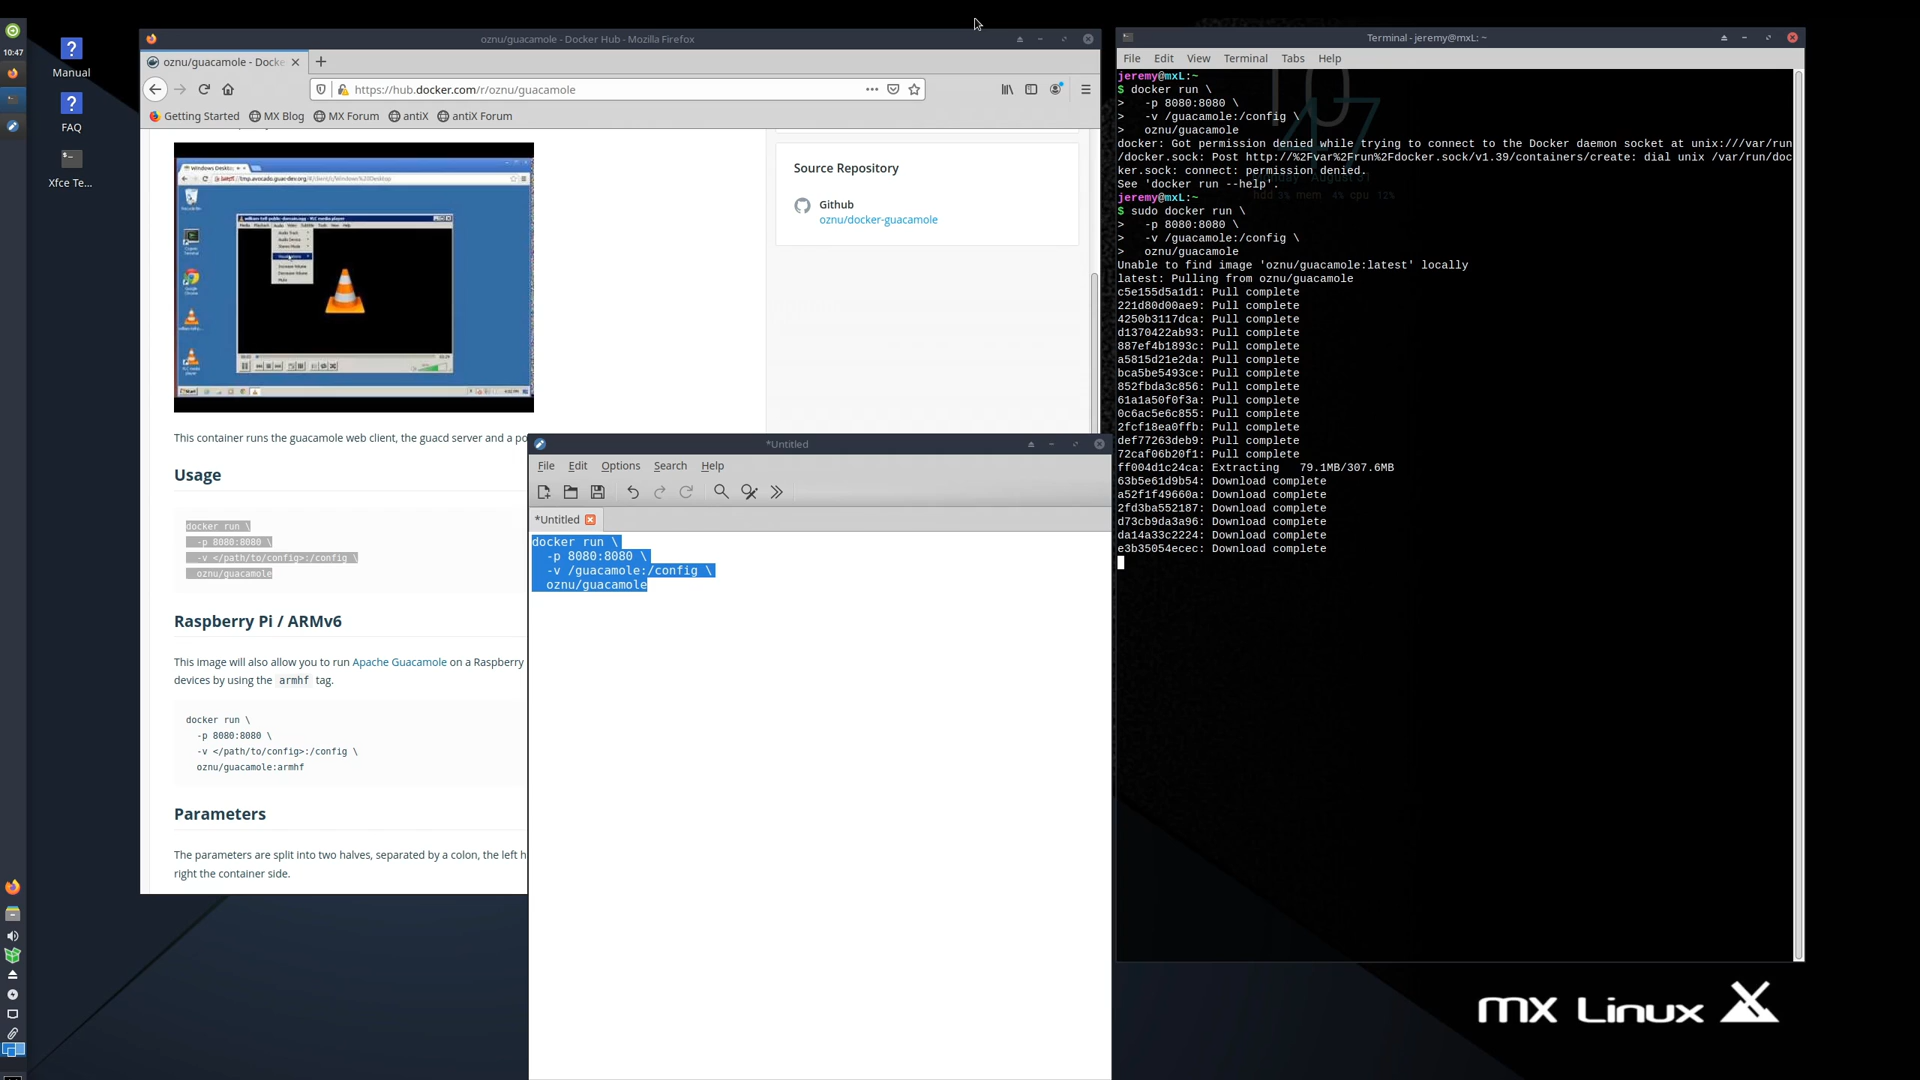 10:47
Manual
FAQ
Xfce Te...
oznu/guacamole - Docker Hub - Mozilla Firefox
oznu/guacamole - Docke
https://hub.docker.com/r/oznu/guacamole
Getting Started
MX Blog
MX Forum
antiX
antiX Forum
Windows Desktop
This container runs the guacamole web client, the guacd server and a po
Usage
docker run \
-p 8080:8080 \
-v </path/to/config>:/config \
oznu/guacamole
Raspberry Pi / ARMv6
This image will also allow you to run Apache Guacamole on a Raspberry
devices by using the armhf tag.
docker run \
-p 8080:8080 \
-v </path/to/config>:/config \
oznu/guacamole:armhf
Parameters
The parameters are split into two halves, separated by a colon, the left h
right the container side.
Source Repository
Github
oznu/docker-guacamole
*Untitled
File Edit Options Search Help
*Untitled
docker run \
-p 8080:8080 \
-v /guacamole:/config \
oznu/guacamole
Terminal - jeremy@mxL: ~
File Edit View Terminal Tabs Help
jeremy@mxL:~
$ docker run \
> -p 8080:8080 \
> -v /guacamole:/config \
> oznu/guacamole
docker: Got permission denied while trying to connect to the Docker daemon socket at unix:///var/run
/docker.sock: Post http://%2Fvar%2Frun%2Fdocker.sock/v1.39/containers/create: dial unix /var/run/doc
ker.sock: connect: permission denied.
See 'docker run --help'.
jeremy@mxL:~
$ sudo docker run \
> -p 8080:8080 \
> -v /guacamole:/config \
> oznu/guacamole
Unable to find image 'oznu/guacamole:latest' locally
latest: Pulling from oznu/guacamole
c5e155d5a1d1: Pull complete
221d80d00ae9: Pull complete
4250b3117dca: Pull complete
d1370422ab93: Pull complete
887ef4b1893c: Pull complete
a5815d21e2da: Pull complete
bca5be5493ce: Pull complete
852fbda3c856: Pull complete
61a1a50f0f3a: Pull complete
0c6ac5e6c855: Pull complete
2fcf18ea0ffb: Pull complete
def77263deb9: Pull complete
72caf06b20f1: Pull complete
ff004d1c24ca: Extracting 79.1MB/307.6MB
63b5e61d9b54: Download complete
a52f1f49660a: Download complete
2fd3ba552187: Download complete
d73cb9da3a96: Download complete
da14a33c2224: Download complete
e3b35054ecec: Download complete
10
47
hdd 3% mem 4% cpu 12%
MX Linux